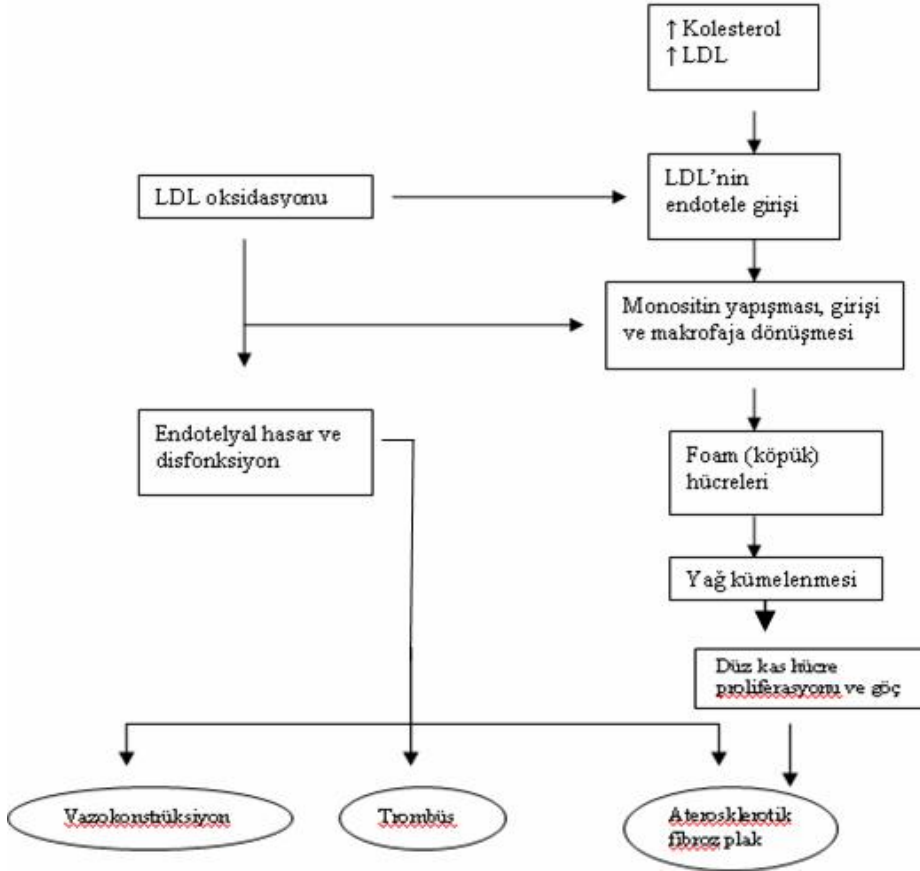 ↑ Kolesterol
↑ LDL
LDL oksidasyonu
LDL'nin
endotele girişi
Monositin yapışması, girişi
ve makrofaja dönüşmesi
Endotelyal hasar ve
disfonksiyon
Foam (köpük)
hücreleri
Yağ kümelenmesi
Düz kas hücre
proliferasyonu ve göç
Vazokonstrüksiyon
Trombüs
Aterosklerotik
fibroz plak